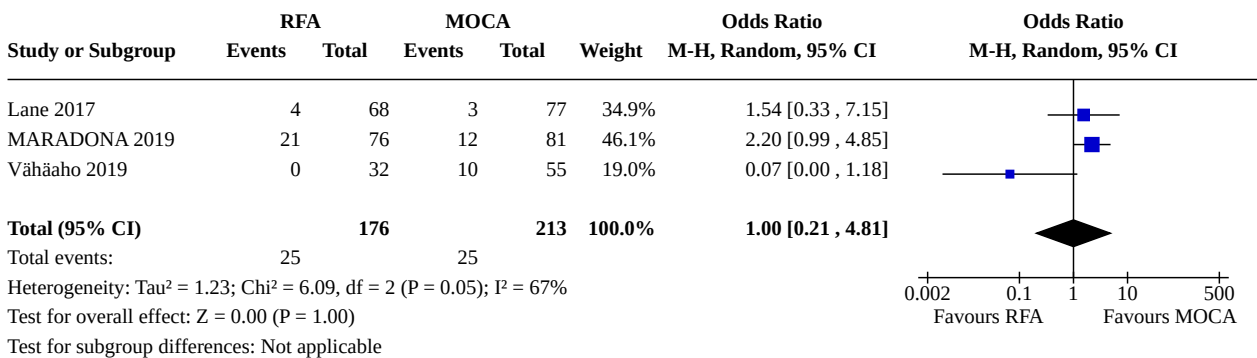 RFA MOCA Odds Ratio Odds Ratio
Study or Subgroup Events Total Events Total Weight M-H, Random, 95% CI M-H, Random, 95% CI
Lane 2017 4 68 3 77 34.9% 1.54 [0.33 , 7.15]
MARADONA 2019 21 76 12 81 46.1% 2.20 [0.99 , 4.85]
Vähäaho 2019 0 32 10 55 19.0% 0.07 [0.00 , 1.18]
Total (95% CI) 176 213 100.0% 1.00 [0.21 , 4.81]
Total events: 25 25
Heterogeneity: Tau² = 1.23; Chi² = 6.09, df = 2 (P = 0.05); I² = 67%
0.002 0.1 1 10 500
Test for overall effect: Z = 0.00 (P = 1.00) Favours RFA Favours MOCA
Test for subgroup differences: Not applicable